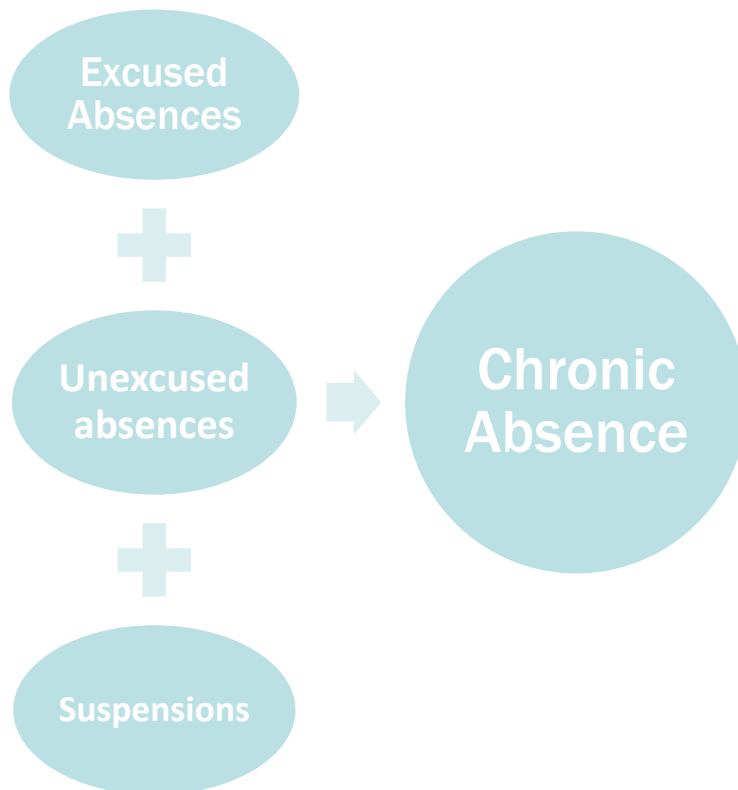 Excused
Absences
Unexcused
absences
Suspensions
Chronic
Absence